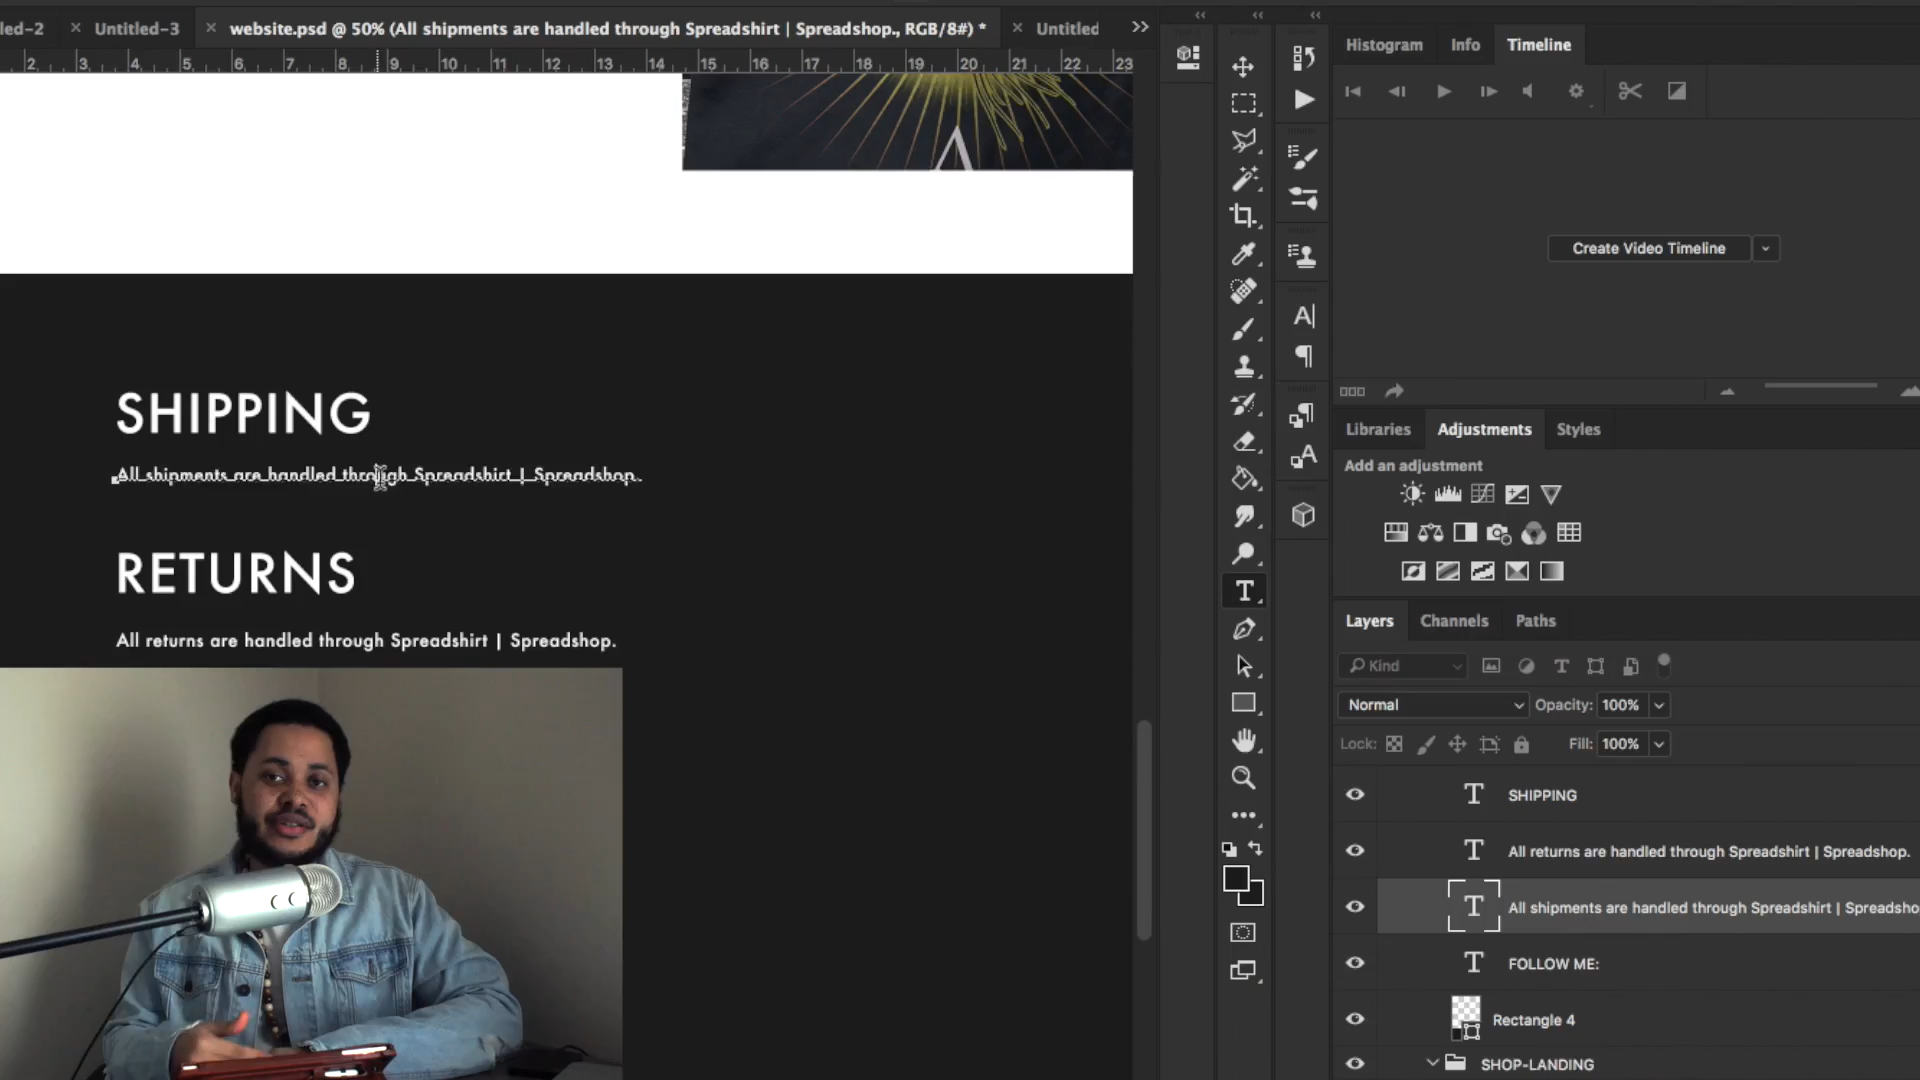 led-2
Untitled-3
website.psd @ 50% (All shipments are handled through Spreadshirt | Spreadshop., RGB/8#) *
Untitled
2 3 4 5 6 7 8 9 10 11 12 13 14 15 16 17 18 19 20 21 22 23
Histogram Info Timeline
Create Video Timeline
SHIPPING
All shipments are handled through Spreadshirt | Spreadshop.
RETURNS
All returns are handled through Spreadshirt | Spreadshop.
Libraries Adjustments Styles
Add an adjustment
Layers Channels Paths
Kind
Normal Opacity: 100%
Lock: Fill: 100%
SHIPPING
All returns are handled through Spreadshirt | Spreadshop.
All shipments are handled through Spreadshirt | Spreadsho
FOLLOW ME:
Rectangle 4
SHOP-LANDING